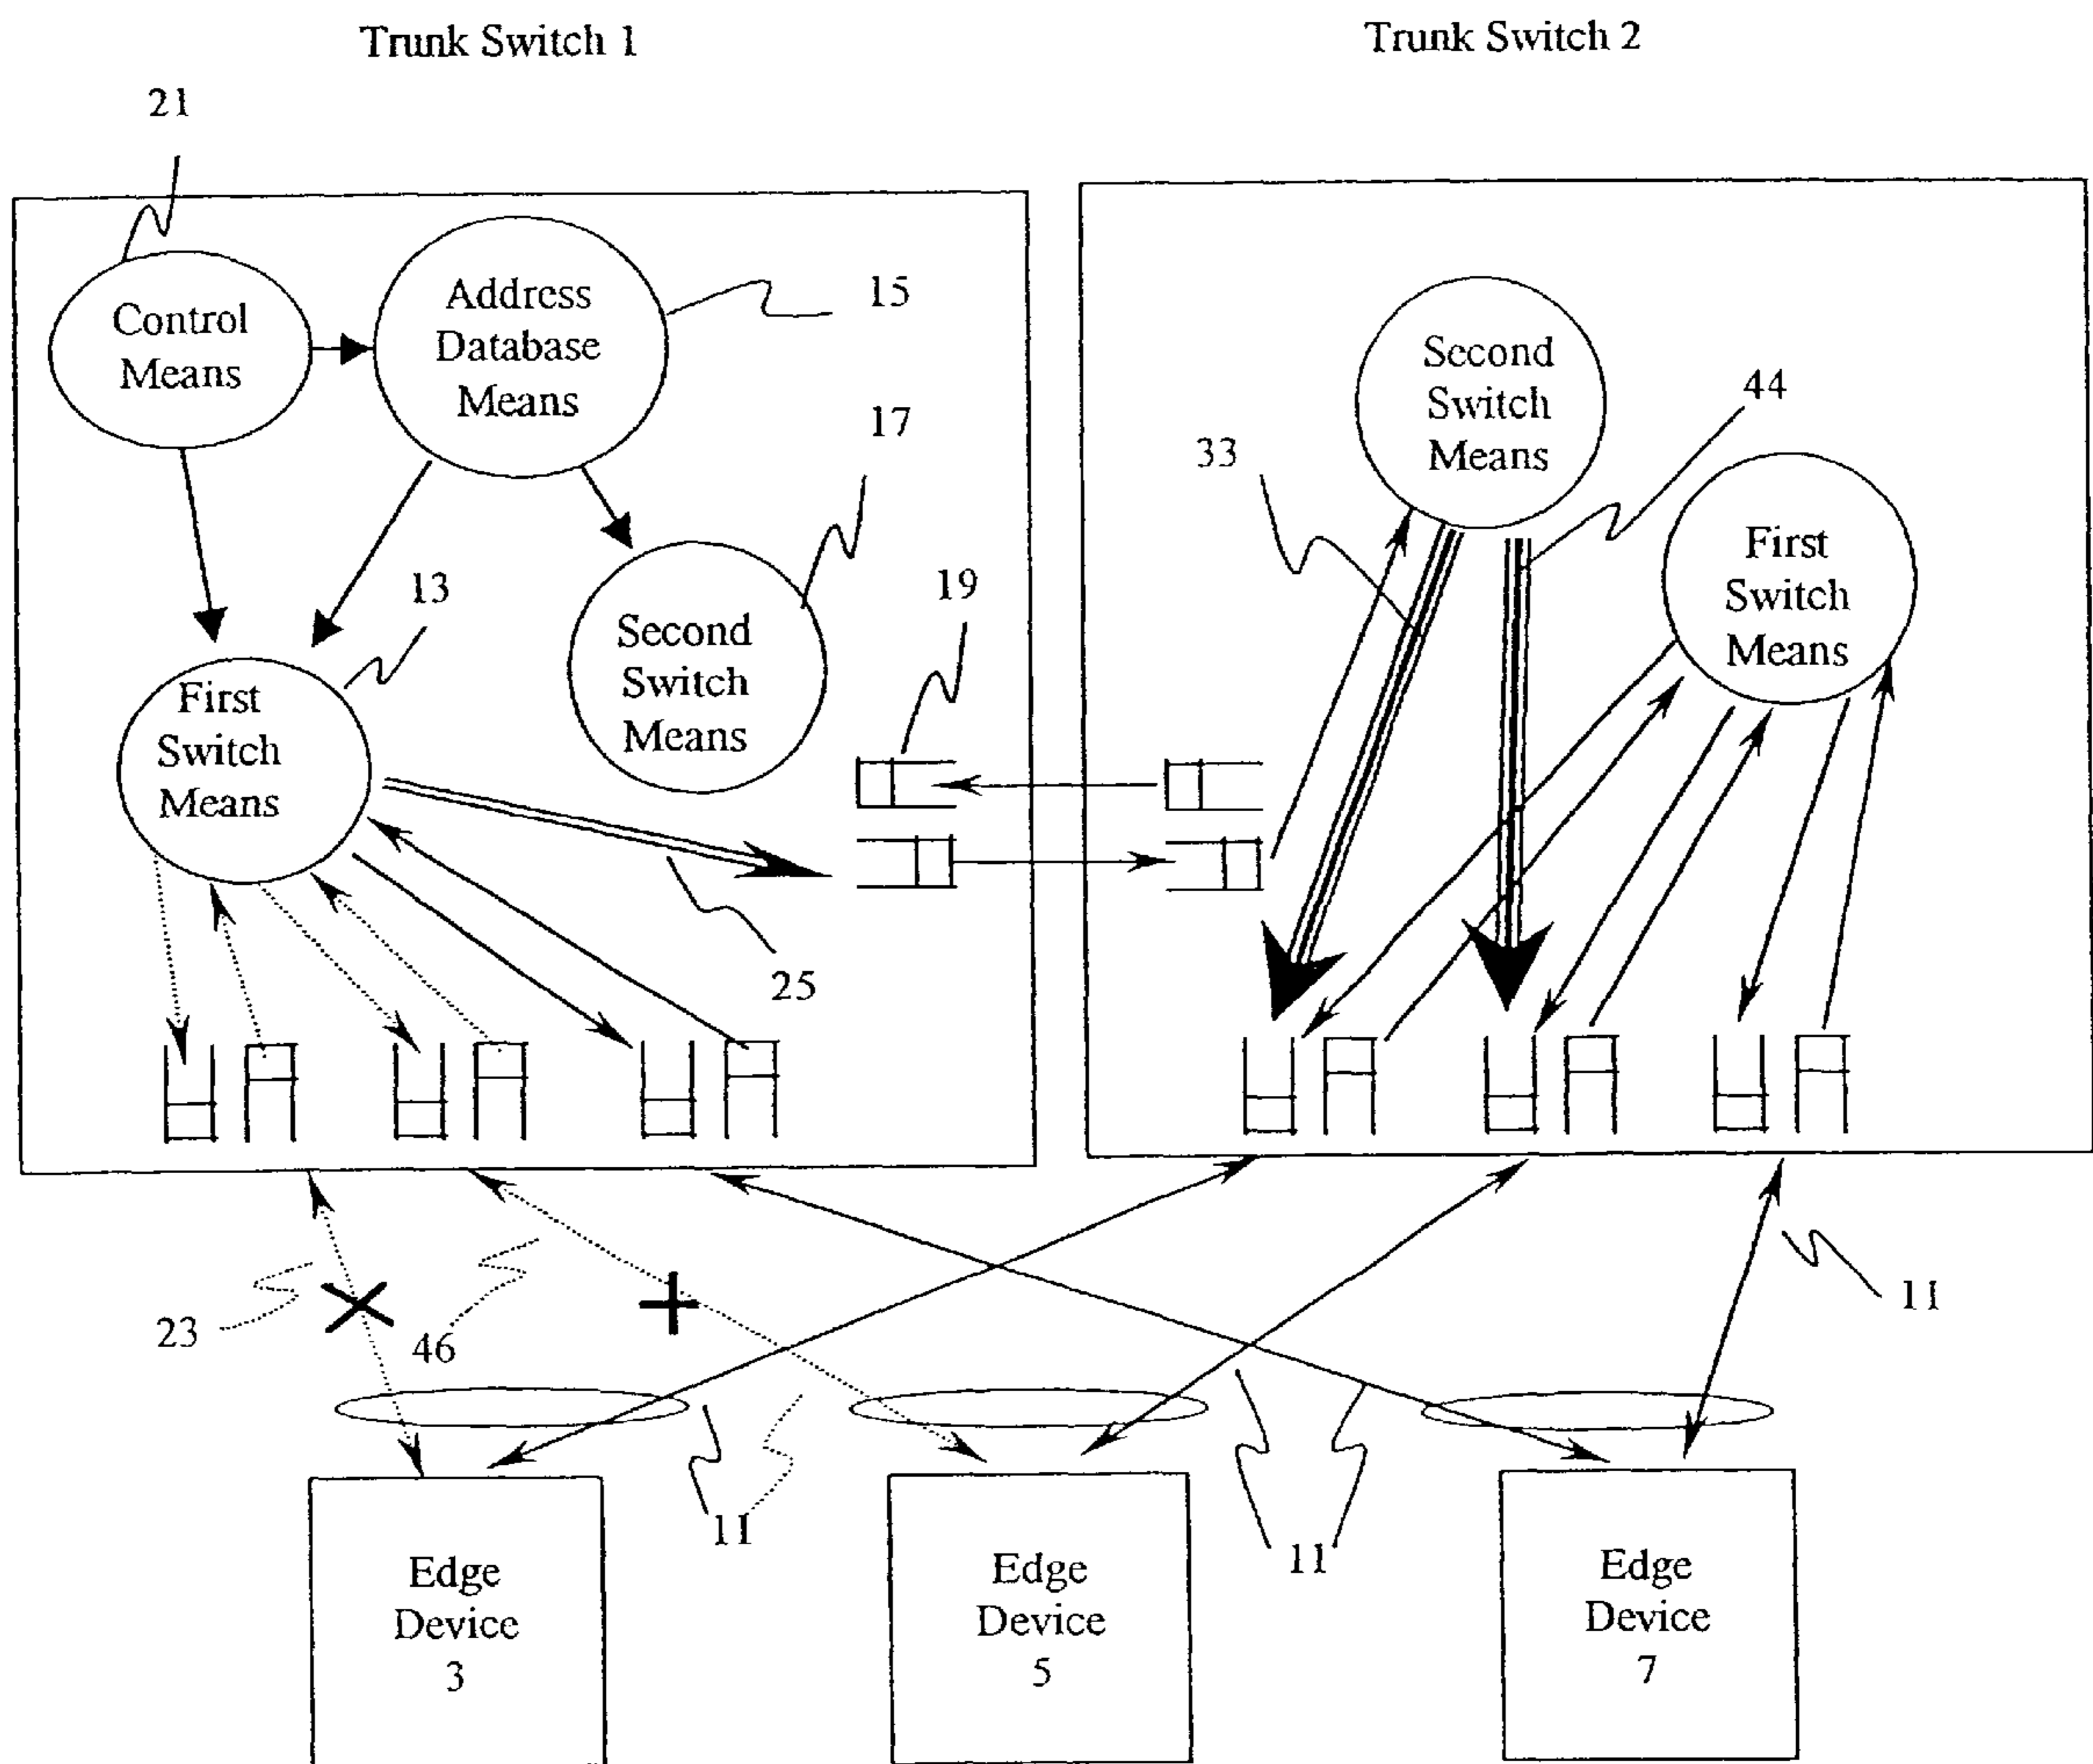 Trunk Switch 1
Trunk Switch 2
21
Control
Means
Address
Database
Means
15
17
13
First
Switch
Means
Second
Switch
Means
19
25
Second
Switch
Means
33
44
First
Switch
Means
23
46
11
11
11
Edge
Device
3
Edge
Device
5
Edge
Device
7